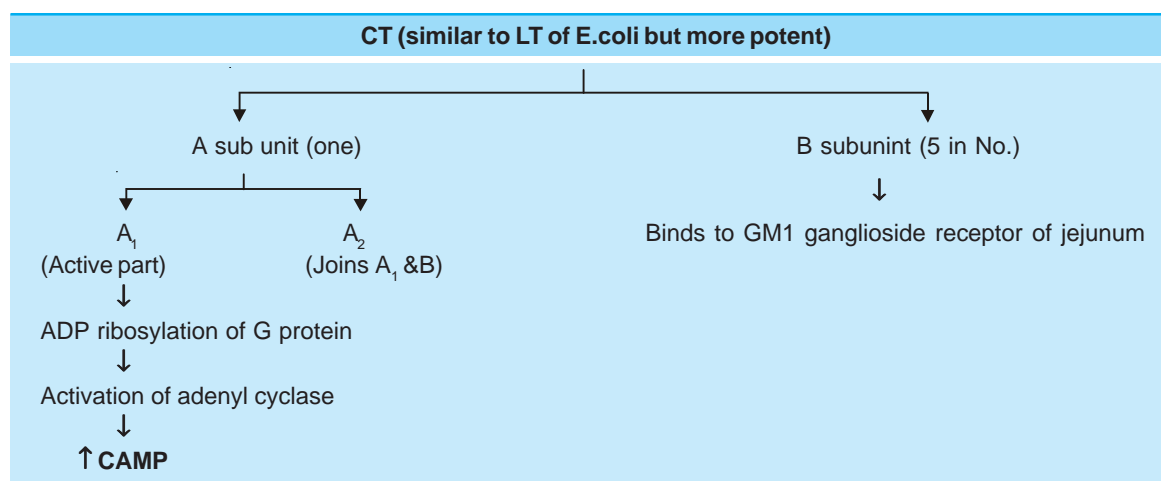 CT (similar to LT of E.coli but more potent)
A sub unit (one)
B subunint (5 in No.)
A₁
A₂
Binds to GM1 ganglioside receptor of jejunum
(Active part)
(Joins A₁ &B)
↓
ADP ribosylation of G protein
↓
Activation of adenyl cyclase
↓
↑ CAMP